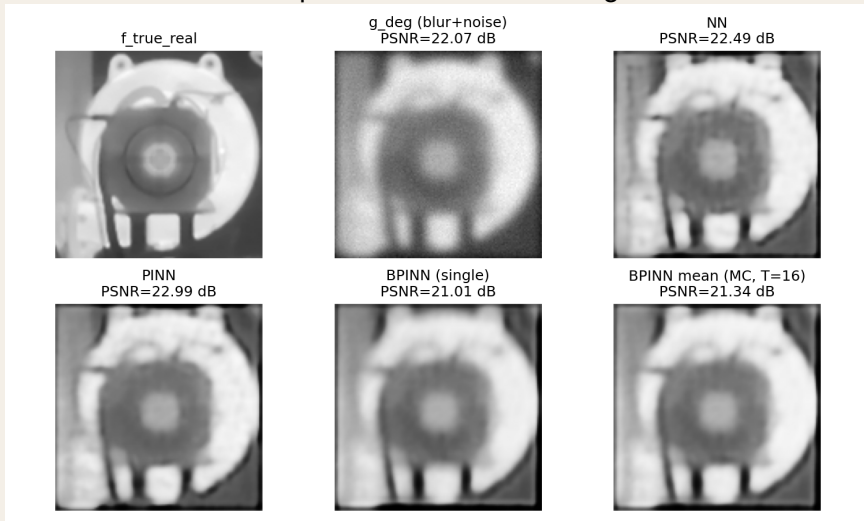 f_true_real
g_deg (blur+noise)
PSNR=22.07 dB
NN
PSNR=22.49 dB
PINN
PSNR=22.99 dB
BPINN (single)
PSNR=21.01 dB
BPINN mean (MC, T=16)
PSNR=21.34 dB